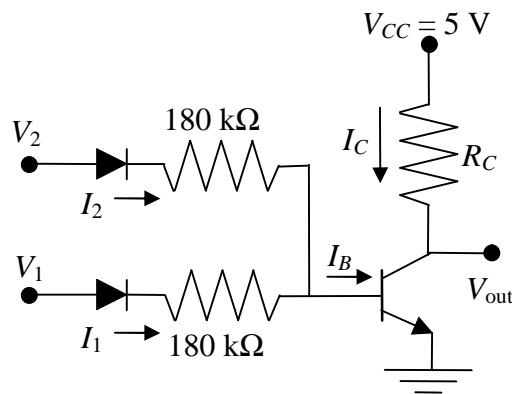 V_CC = 5 V
180 kΩ
V_2
I_C
R_C
I_2
V_1
I_B
V_out
I_1
180 kΩ